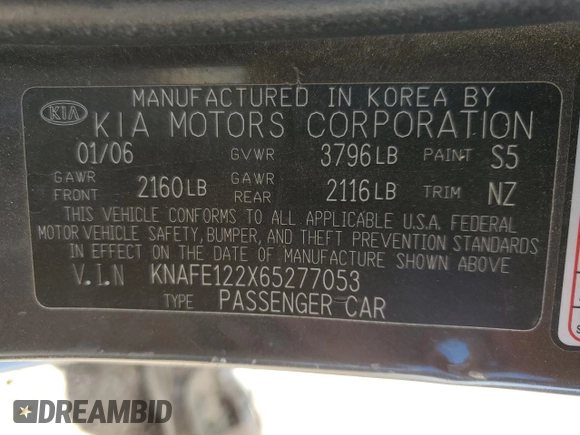 MANUFACTURED IN KOREA BY
KIA KIA MOTORS CORPORATION
01/06 GVWR 3796LB PAINT S5
GAWR FRONT 2160LB GAWR REAR 2116LB TRIM NZ
THIS VEHICLE CONFORMS TO ALL APPLICABLE U.S.A. FEDERAL
MOTOR VEHICLE SAFETY, BUMPER, AND THEFT PREVENTION STANDARDS
IN EFFECT ON THE DATE OF MANUFACTURE SHOWN ABOVE
V.I.N KNAFE122X65277053
TYPE PASSENGER CAR
DREAMBID